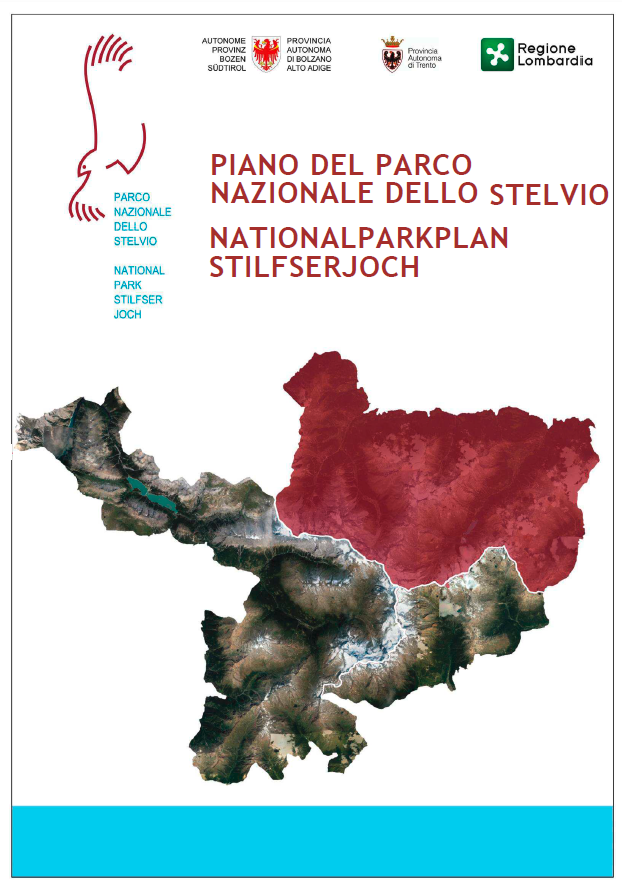 AUTONOME
PROVINZ
BOZEN
SÜDTIROL
PROVINCIA
AUTONOMA
DI BOLZANO
ALTO ADIGE
Provincia
Autonoma
di Trento
Regione
Lombardia
PARCO
NAZIONALE
DELLO
STELVIO
NATIONAL
PARK
STILFSER
JOCH
PIANO DEL PARCO
NAZIONALE DELLO STELVIO
NATIONALPARKPLAN
STILFSERJOCH